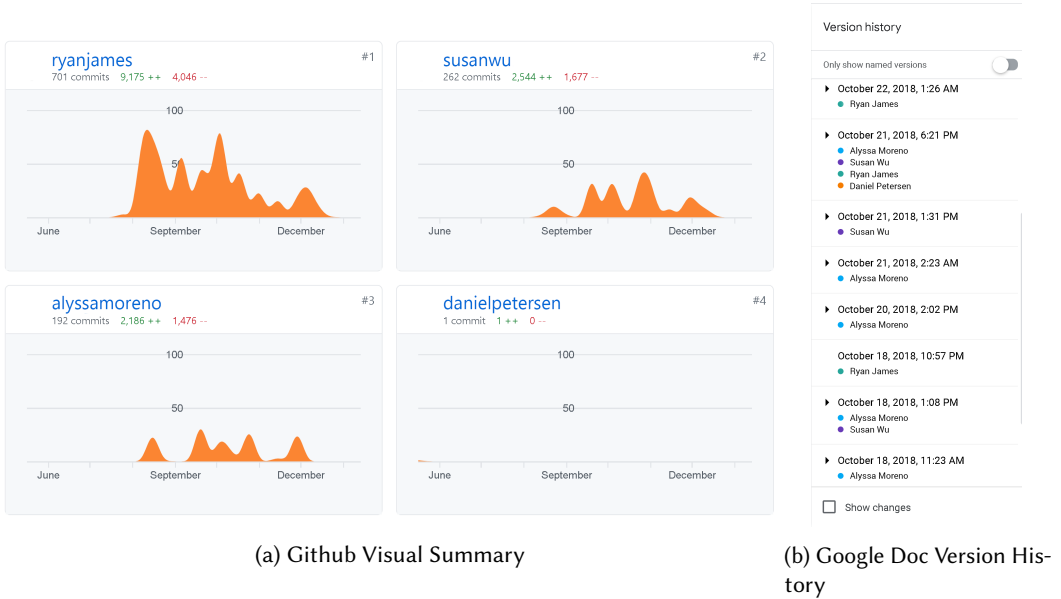 ryanjames
#1
701 commits 9,175 ++ 4,046 --
100
50
June September December
susanwu
#2
262 commits 2,544 ++ 1,677 --
100
50
June September December
alyssamoreno
#3
192 commits 2,186 ++ 1,476 --
100
50
June September December
danielpetersen
#4
1 commit 1 ++ 0 --
100
50
June September December
(a) Github Visual Summary
Version history
Only show named versions
October 22, 2018, 1:26 AM
Ryan James
October 21, 2018, 6:21 PM
Alyssa Moreno
Susan Wu
Ryan James
Daniel Petersen
October 21, 2018, 1:31 PM
Susan Wu
October 21, 2018, 2:23 AM
Alyssa Moreno
October 20, 2018, 2:02 PM
Alyssa Moreno
October 18, 2018, 10:57 PM
Ryan James
October 18, 2018, 1:08 PM
Alyssa Moreno
Susan Wu
October 18, 2018, 11:23 AM
Alyssa Moreno
Show changes
(b) Google Doc Version His-
tory